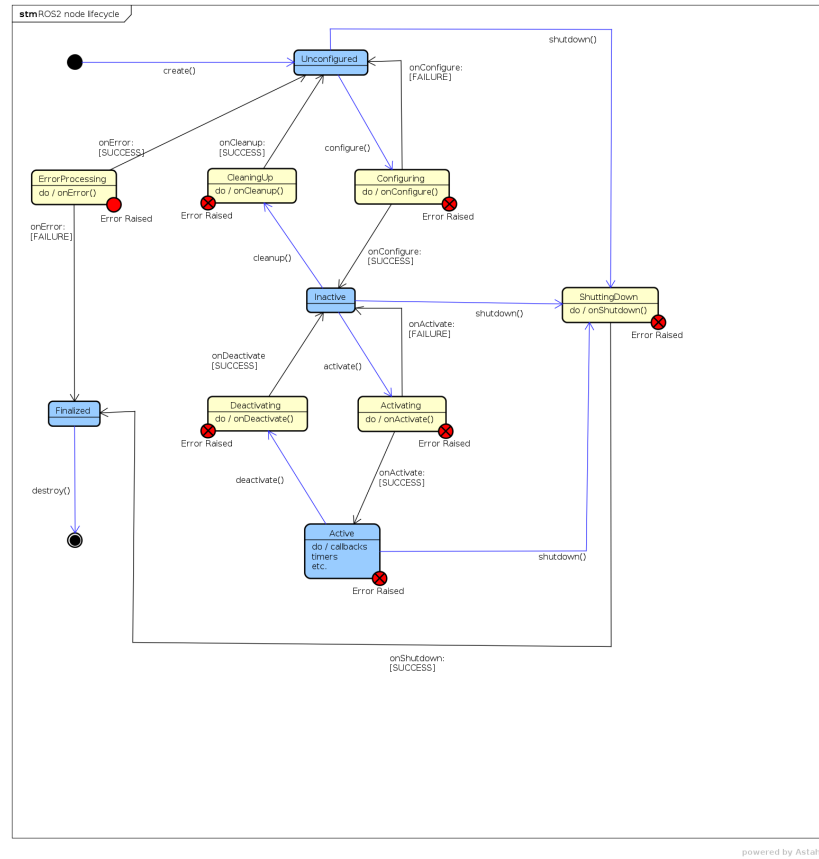 stm ROS2 node lifecycle
shutdown()
Unconfigured
create()
onConfigure:
[FAILURE]
onError:
[SUCCESS]
onCleanup:
[SUCCESS]
configure()
ErrorProcessing
do / onError()
CleaningUp
do / onCleanup()
Configuring
do / onConfigure()
Error Raised
Error Raised
Error Raised
onError:
[FAILURE]
cleanup()
onConfigure:
[SUCCESS]
Inactive
shutdown()
ShuttingDown
do / onShutdown()
Error Raised
onDeactivate
[SUCCESS]
activate()
onActivate:
[FAILURE]
Finalized
Deactivating
do / onDeactivate()
Activating
do / onActivate()
Error Raised
Error Raised
destroy()
deactivate()
onActivate:
[SUCCESS]
Active
do / callbacks
timers
etc.
shutdown()
Error Raised
onShutdown:
[SUCCESS]
powered by Astah